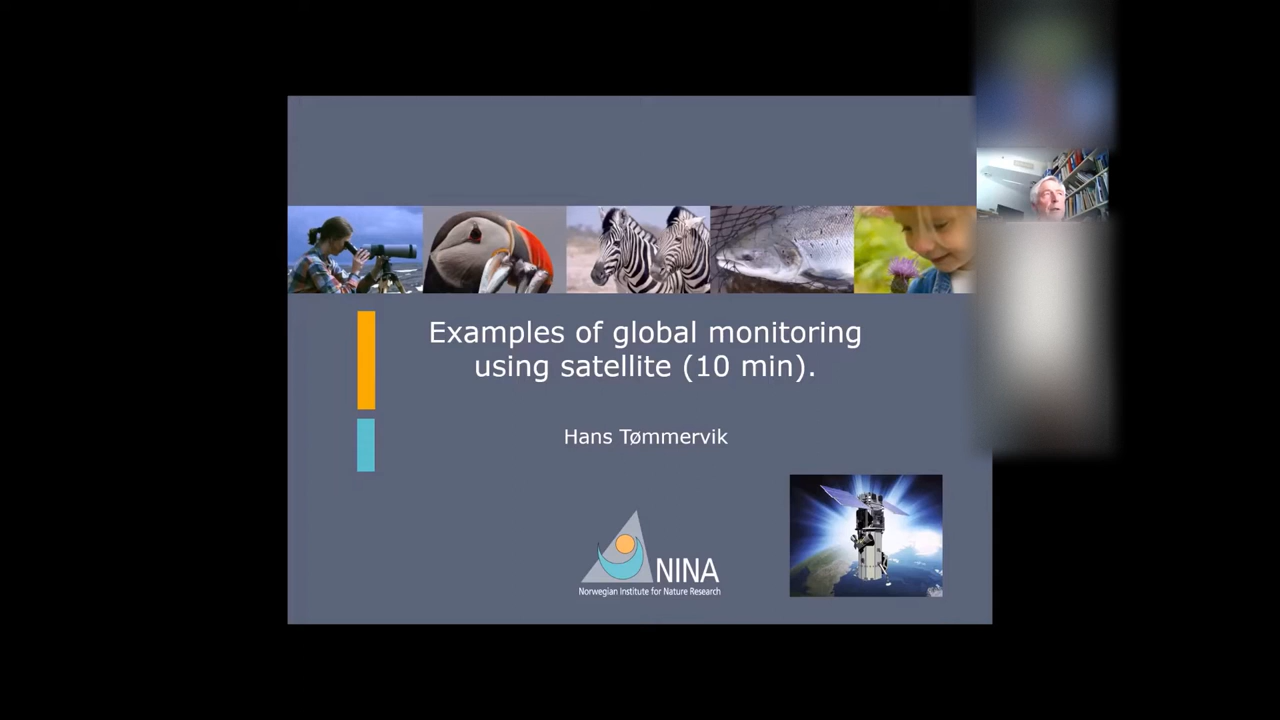 Examples of global monitoring
using satellite (10 min).
Hans Tømmervik
NINA
Norwegian Institute for Nature Research